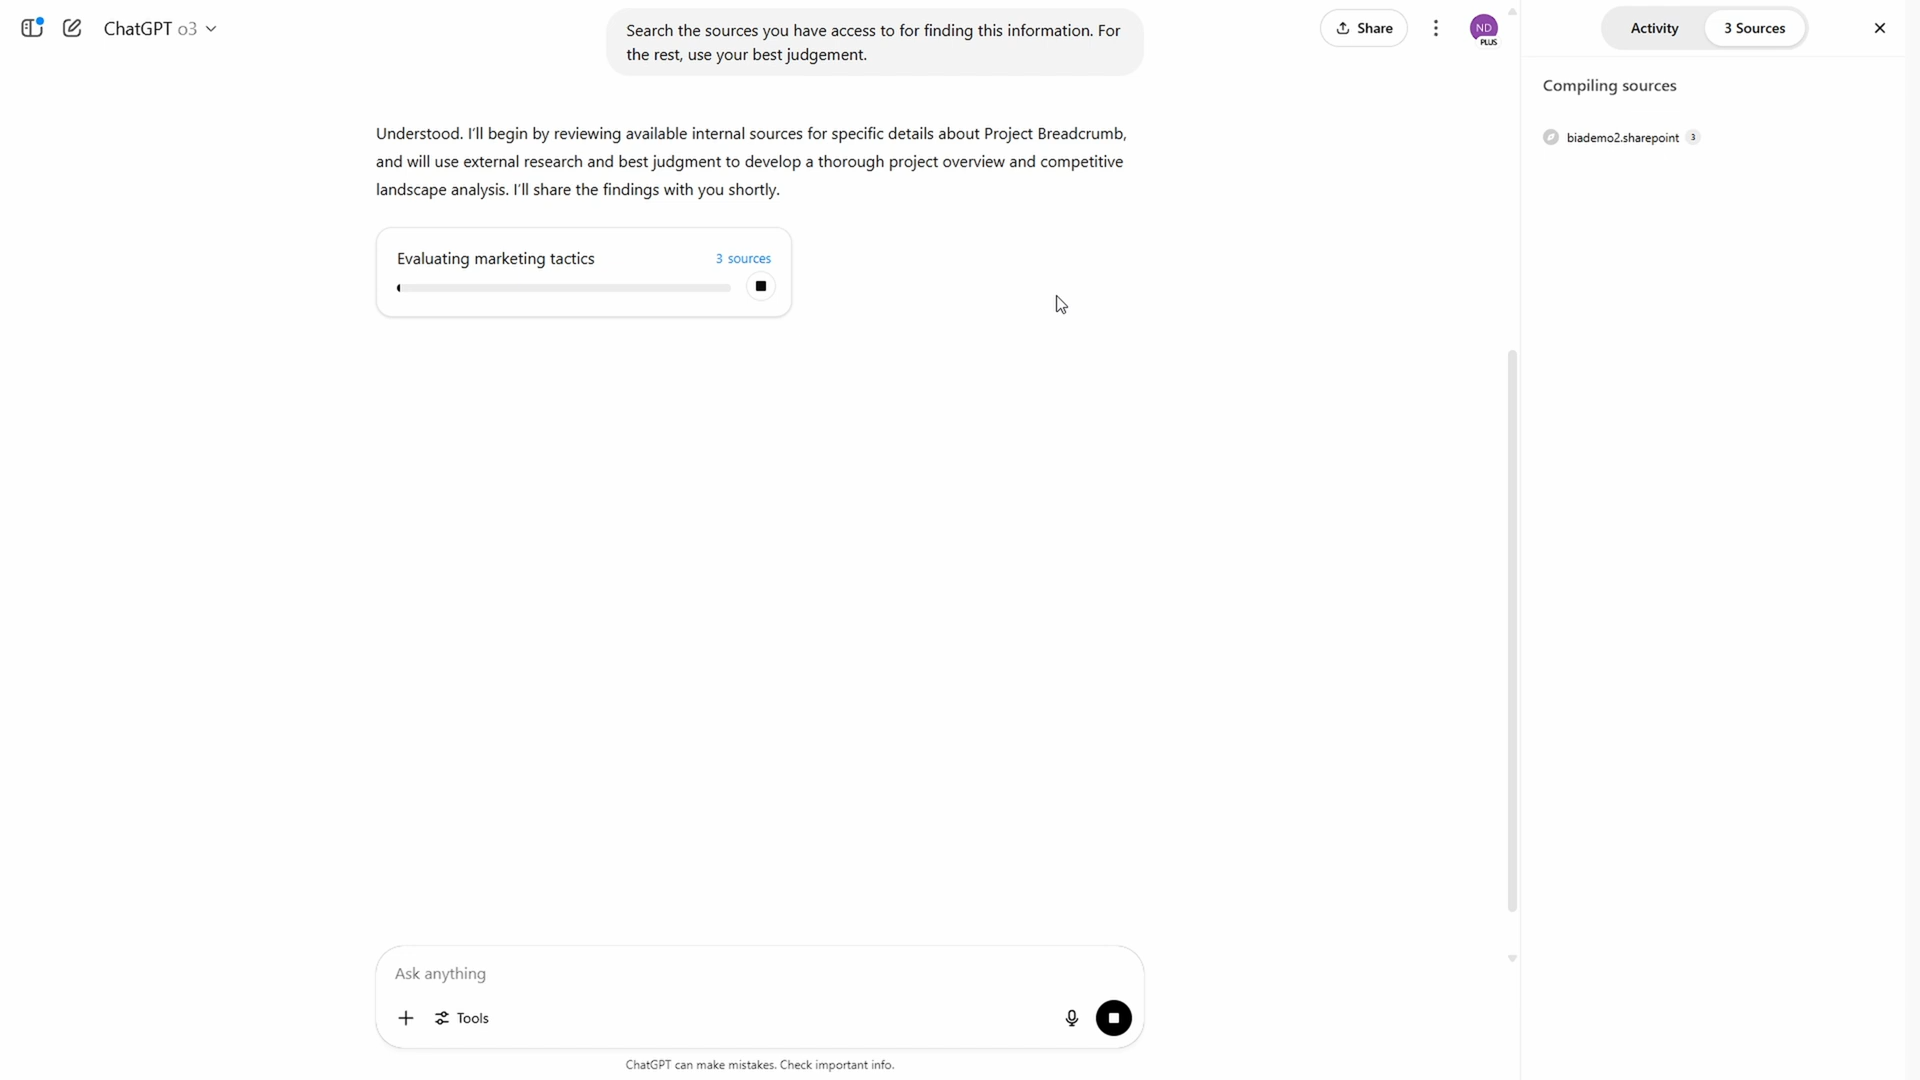 ChatGPT o3
Search the sources you have access to for finding this information. For
the rest, use your best judgement.
Share
ND
PLUS
Understood. I'll begin by reviewing available internal sources for specific details about Project Breadcrumb,
and will use external research and best judgment to develop a thorough project overview and competitive
landscape analysis. I'll share the findings with you shortly.
Evaluating marketing tactics
3 sources
Ask anything
Tools
ChatGPT can make mistakes. Check important info.
Activity
3 Sources
Compiling sources
biademo2.sharepoint 3